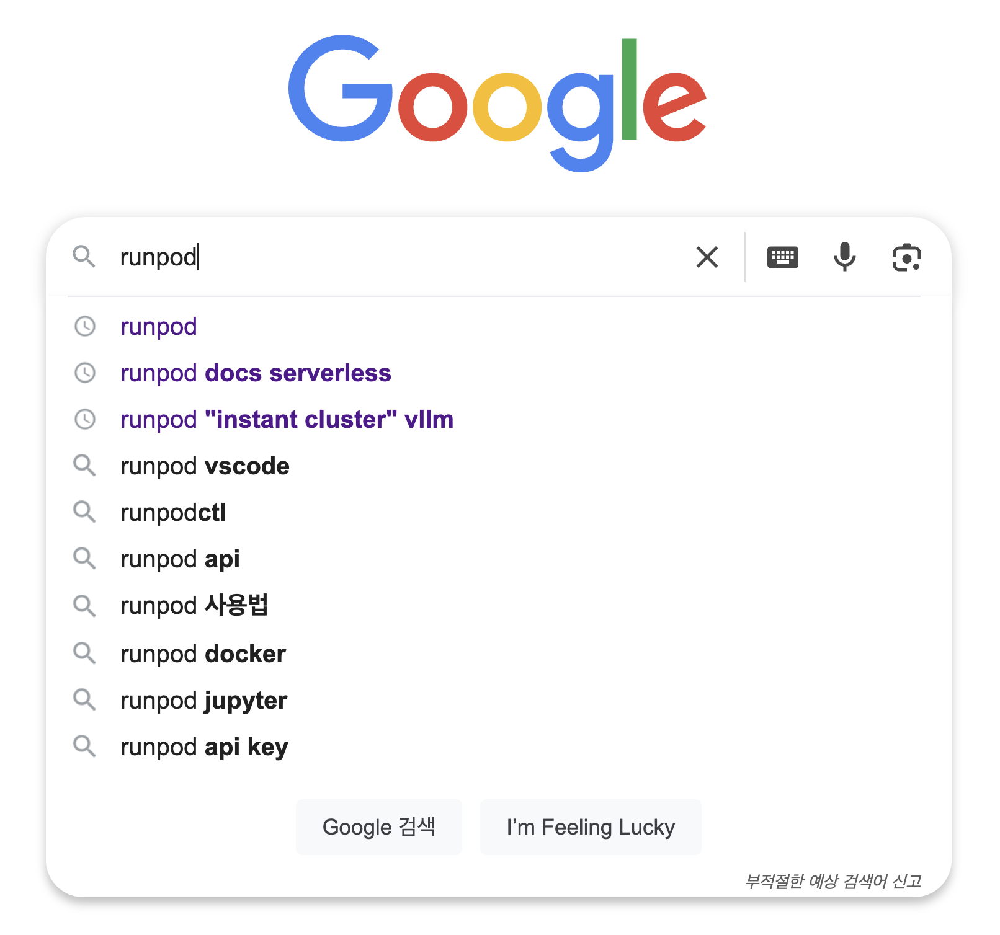 Google
runpod
runpod
runpod docs serverless
runpod "instant cluster" vllm
runpod vscode
runpodctl
runpod api
runpod 사용법
runpod docker
runpod jupyter
runpod api key
Google 검색
I’m Feeling Lucky
부적절한 예상 검색어 신고